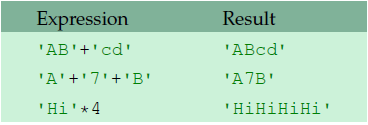 Expression Result
'AB'+'cd' 'ABcd'
'A'+'7'+'B' 'A7B'
'Hi'*4 'HiHiHiHi'